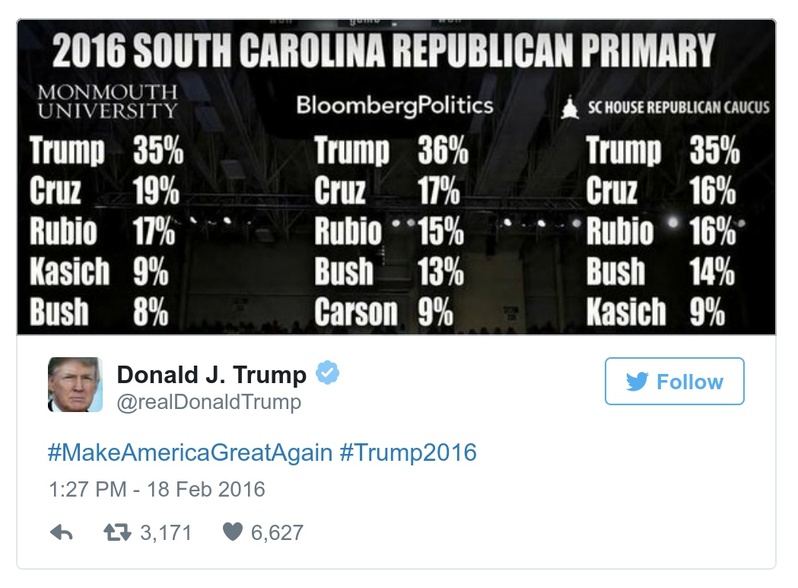 2016 SOUTH CAROLINA REPUBLICAN PRIMARY
MONMOUTH
UNIVERSITY
Trump 35%
Cruz 19%
Rubio 17%
Kasich 9%
Bush 8%
BloombergPolitics
Trump 36%
Cruz 17%
Rubio 15%
Bush 13%
Carson 9%
SC HOUSE REPUBLICAN CAUCUS
Trump 35%
Cruz 16%
Rubio 16%
Bush 14%
Kasich 9%
Donald J. Trump
@realDonaldTrump
Follow
#MakeAmericaGreatAgain #Trump2016
1:27 PM - 18 Feb 2016
3,171 6,627